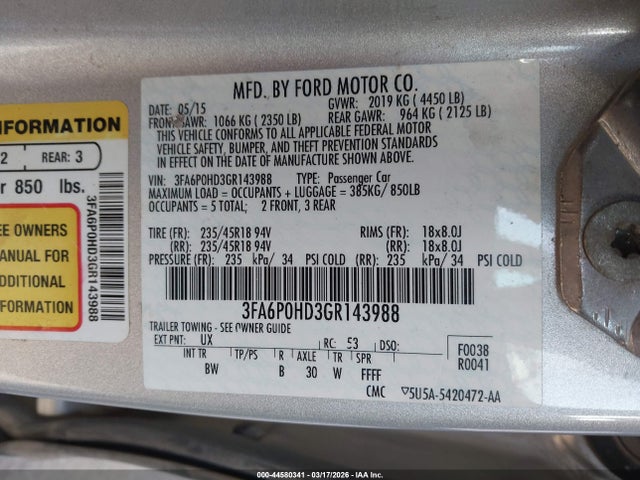 MFD. BY FORD MOTOR CO.
DATE: 05/15 GVWR: 2019 KG ( 4450 LB)
FRONT GAWR: 1066 KG ( 2350 LB) REAR GAWR: 964 KG ( 2125 LB)
THIS VEHICLE CONFORMS TO ALL APPLICABLE FEDERAL MOTOR
VEHICLE SAFETY, BUMPER, AND THEFT PREVENTION STANDARDS
IN EFFECT ON THE DATE OF MANUFACTURE SHOWN ABOVE.
VIN: 3FA6P0HD3GR143988 TYPE: Passenger Car
MAXIMUM LOAD = OCCUPANTS + LUGGAGE = 385KG/ 850LB
OCCUPANTS = 5 TOTAL; 2 FRONT, 3 REAR
TIRE (FR): 235/45R18 94V RIMS (FR): 18x8.0J
(RR): 235/45R18 94V (RR): 18x8.0J
PRESSURE (FR): 235 kPa/ 34 PSI COLD (RR): 235 kPa/ 34 PSI COLD
3FA6P0HD3GR143988
TRAILER TOWING - SEE OWNER GUIDE
EXT PNT: UX RC: 53 DSO:
F0038
R0041
INT TR TP/PS R AXLE TR SPR
BW B 30 W FFFF
CMC 5U5A-5420472-AA
INFORMATION
2 REAR: 3
r 850 lbs.
EE OWNERS
ANUAL FOR
DDITIONAL
FORMATION
3FA6P0HD3GR143988
000-44580341 | 03/17/2026 | IAA Inc.